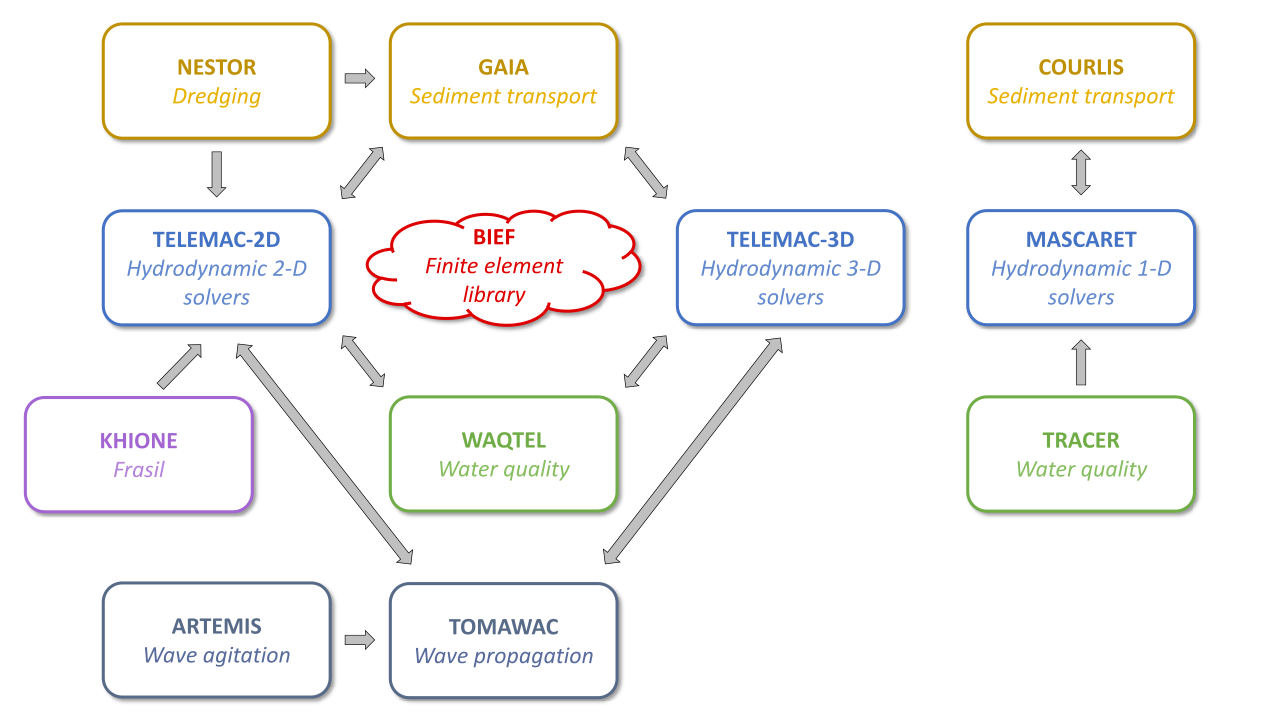 NESTOR
Dredging
GAIA
Sediment transport
COURLIS
Sediment transport
TELEMAC-2D
Hydrodynamic 2-D
solvers
BIEF
Finite element
library
TELEMAC-3D
Hydrodynamic 3-D
solvers
MASCARET
Hydrodynamic 1-D
solvers
KHIONE
Frasil
WAQTEL
Water quality
TRACER
Water quality
ARTEMIS
Wave agitation
TOMAWAC
Wave propagation